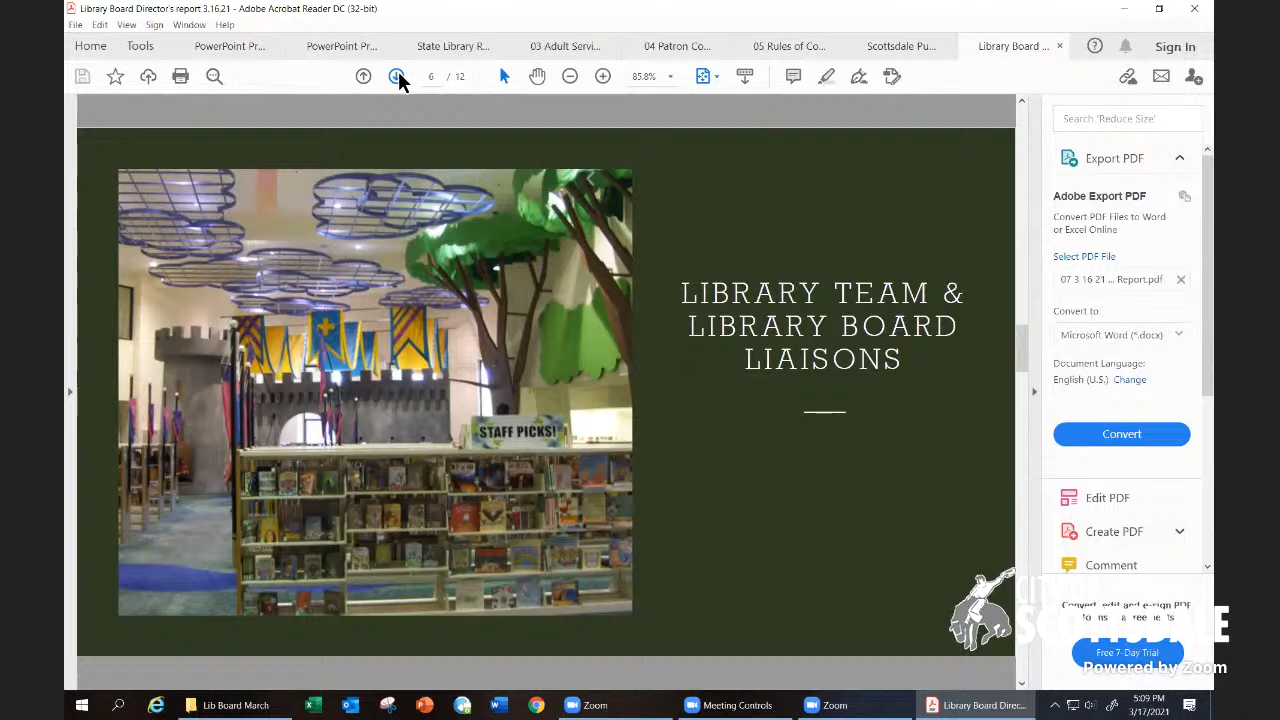 Library Board Director's report 3.16.21 - Adobe Acrobat Reader DC (32-bit)
File Edit View Sign Window Help
Home Tools PowerPoint Pr... PowerPoint Pr... State Library R... 03 Adult Servi... 04 Patron Co... 05 Rules of Co... Scottsdale Pu... Library Board ... × Sign In
6 / 12 85.8%
Search 'Reduce Size'
Export PDF
Adobe Export PDF
Convert PDF Files to Word
or Excel Online
Select PDF File
07 3 16 ... Report.pdf
Convert to
Microsoft Word (*.docx)
Document Language:
English (U.S.) Change
Convert
Edit PDF
Create PDF
Comment
Convert, edit and e-sign PDF
Free 7-Day Trial
LIBRARY TEAM &
LIBRARY BOARD
LIAISONS
STAFF PICKS!
SCOTTSDALE
Powered by Zoom
Lib Board March Zoom Meeting Controls Zoom Library Board Direc...
5:09 PM
3/17/2021